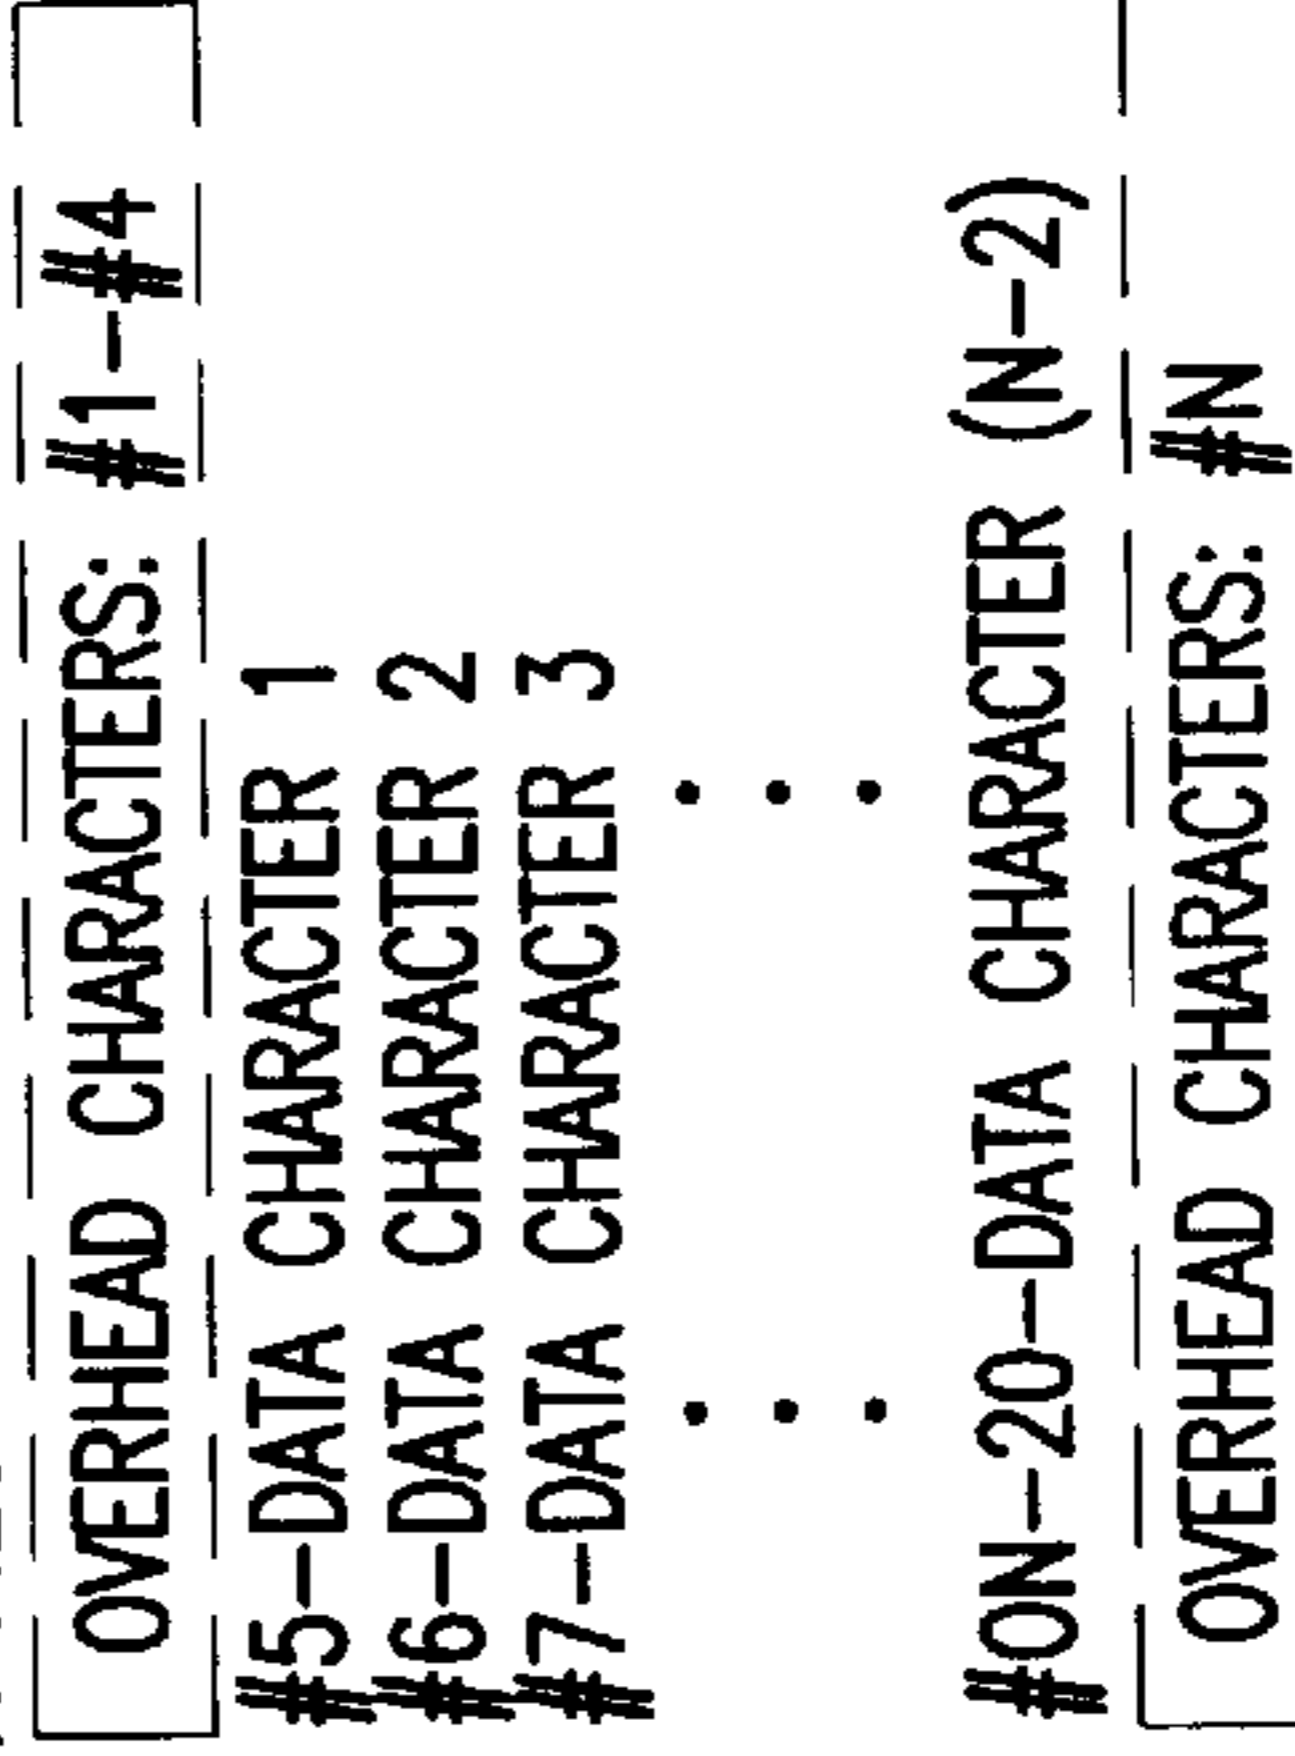 OVERHEAD CHARACTERS: #1-#4
#5-DATA CHARACTER 1
#6-DATA CHARACTER 2
#7-DATA CHARACTER 3
#ON-20-DATA CHARACTER (N-2)
OVERHEAD CHARACTERS: #N